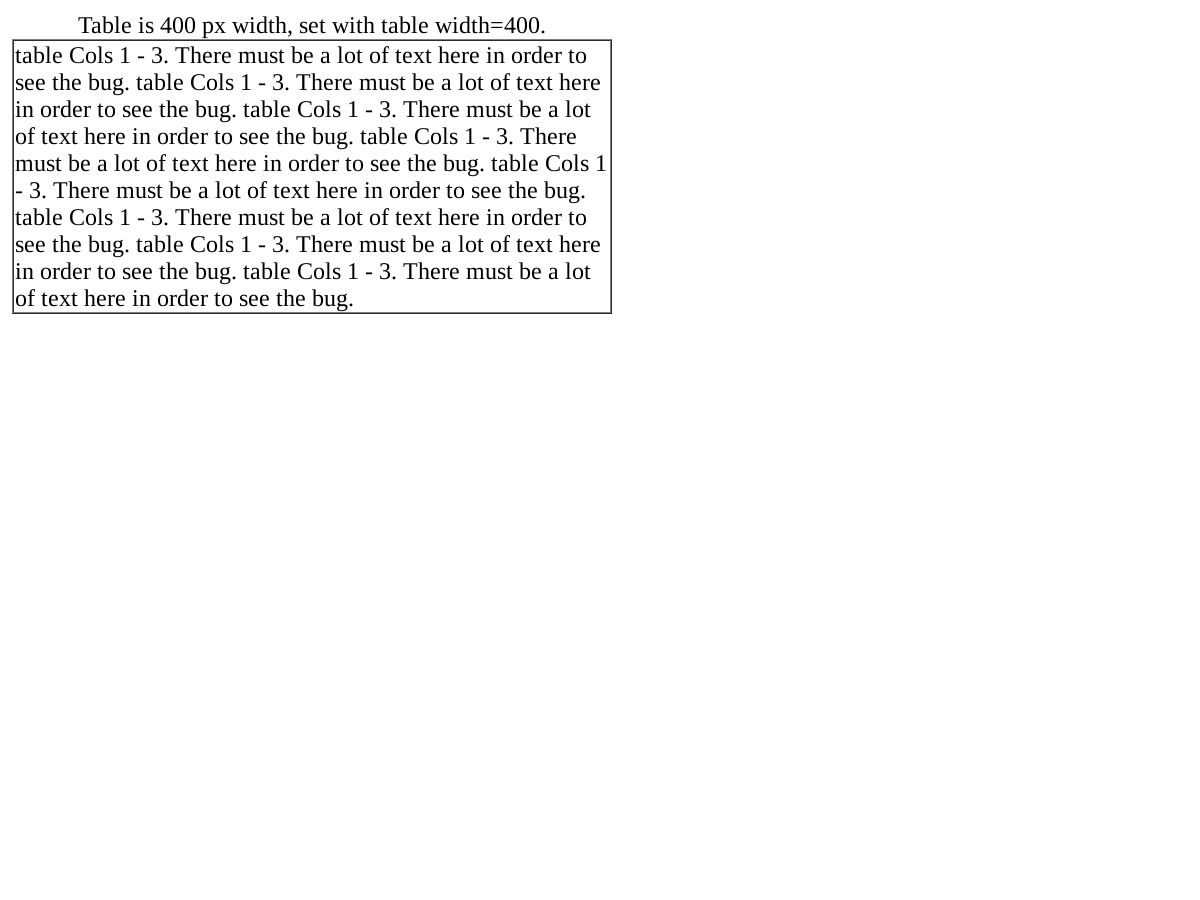 Table is 400 px width, set with table width=400.
table Cols 1 - 3. There must be a lot of text here in order to
see the bug. table Cols 1 - 3. There must be a lot of text here
in order to see the bug. table Cols 1 - 3. There must be a lot
of text here in order to see the bug. table Cols 1 - 3. There
must be a lot of text here in order to see the bug. table Cols 1
- 3. There must be a lot of text here in order to see the bug.
table Cols 1 - 3. There must be a lot of text here in order to
see the bug. table Cols 1 - 3. There must be a lot of text here
in order to see the bug. table Cols 1 - 3. There must be a lot
of text here in order to see the bug.